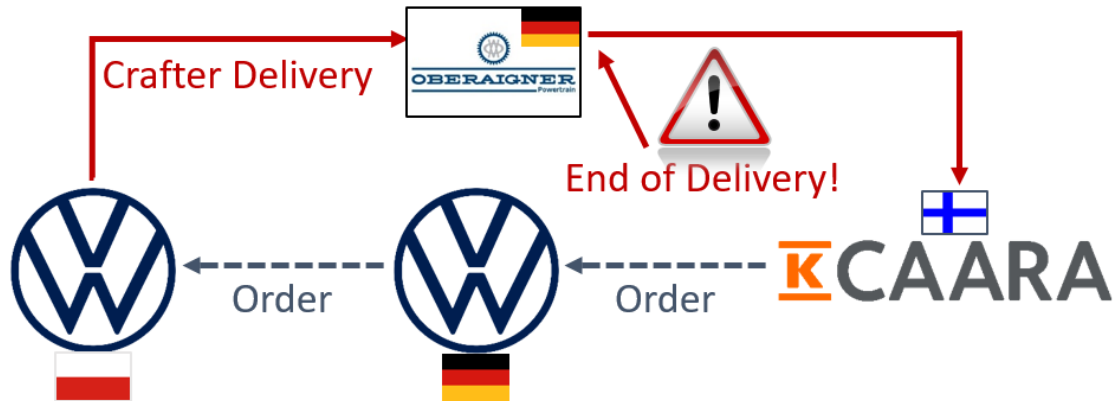 Crafter Delivery
OBERAIGNER
Powertrain
!
End of Delivery!
Order
Order
K CAARA